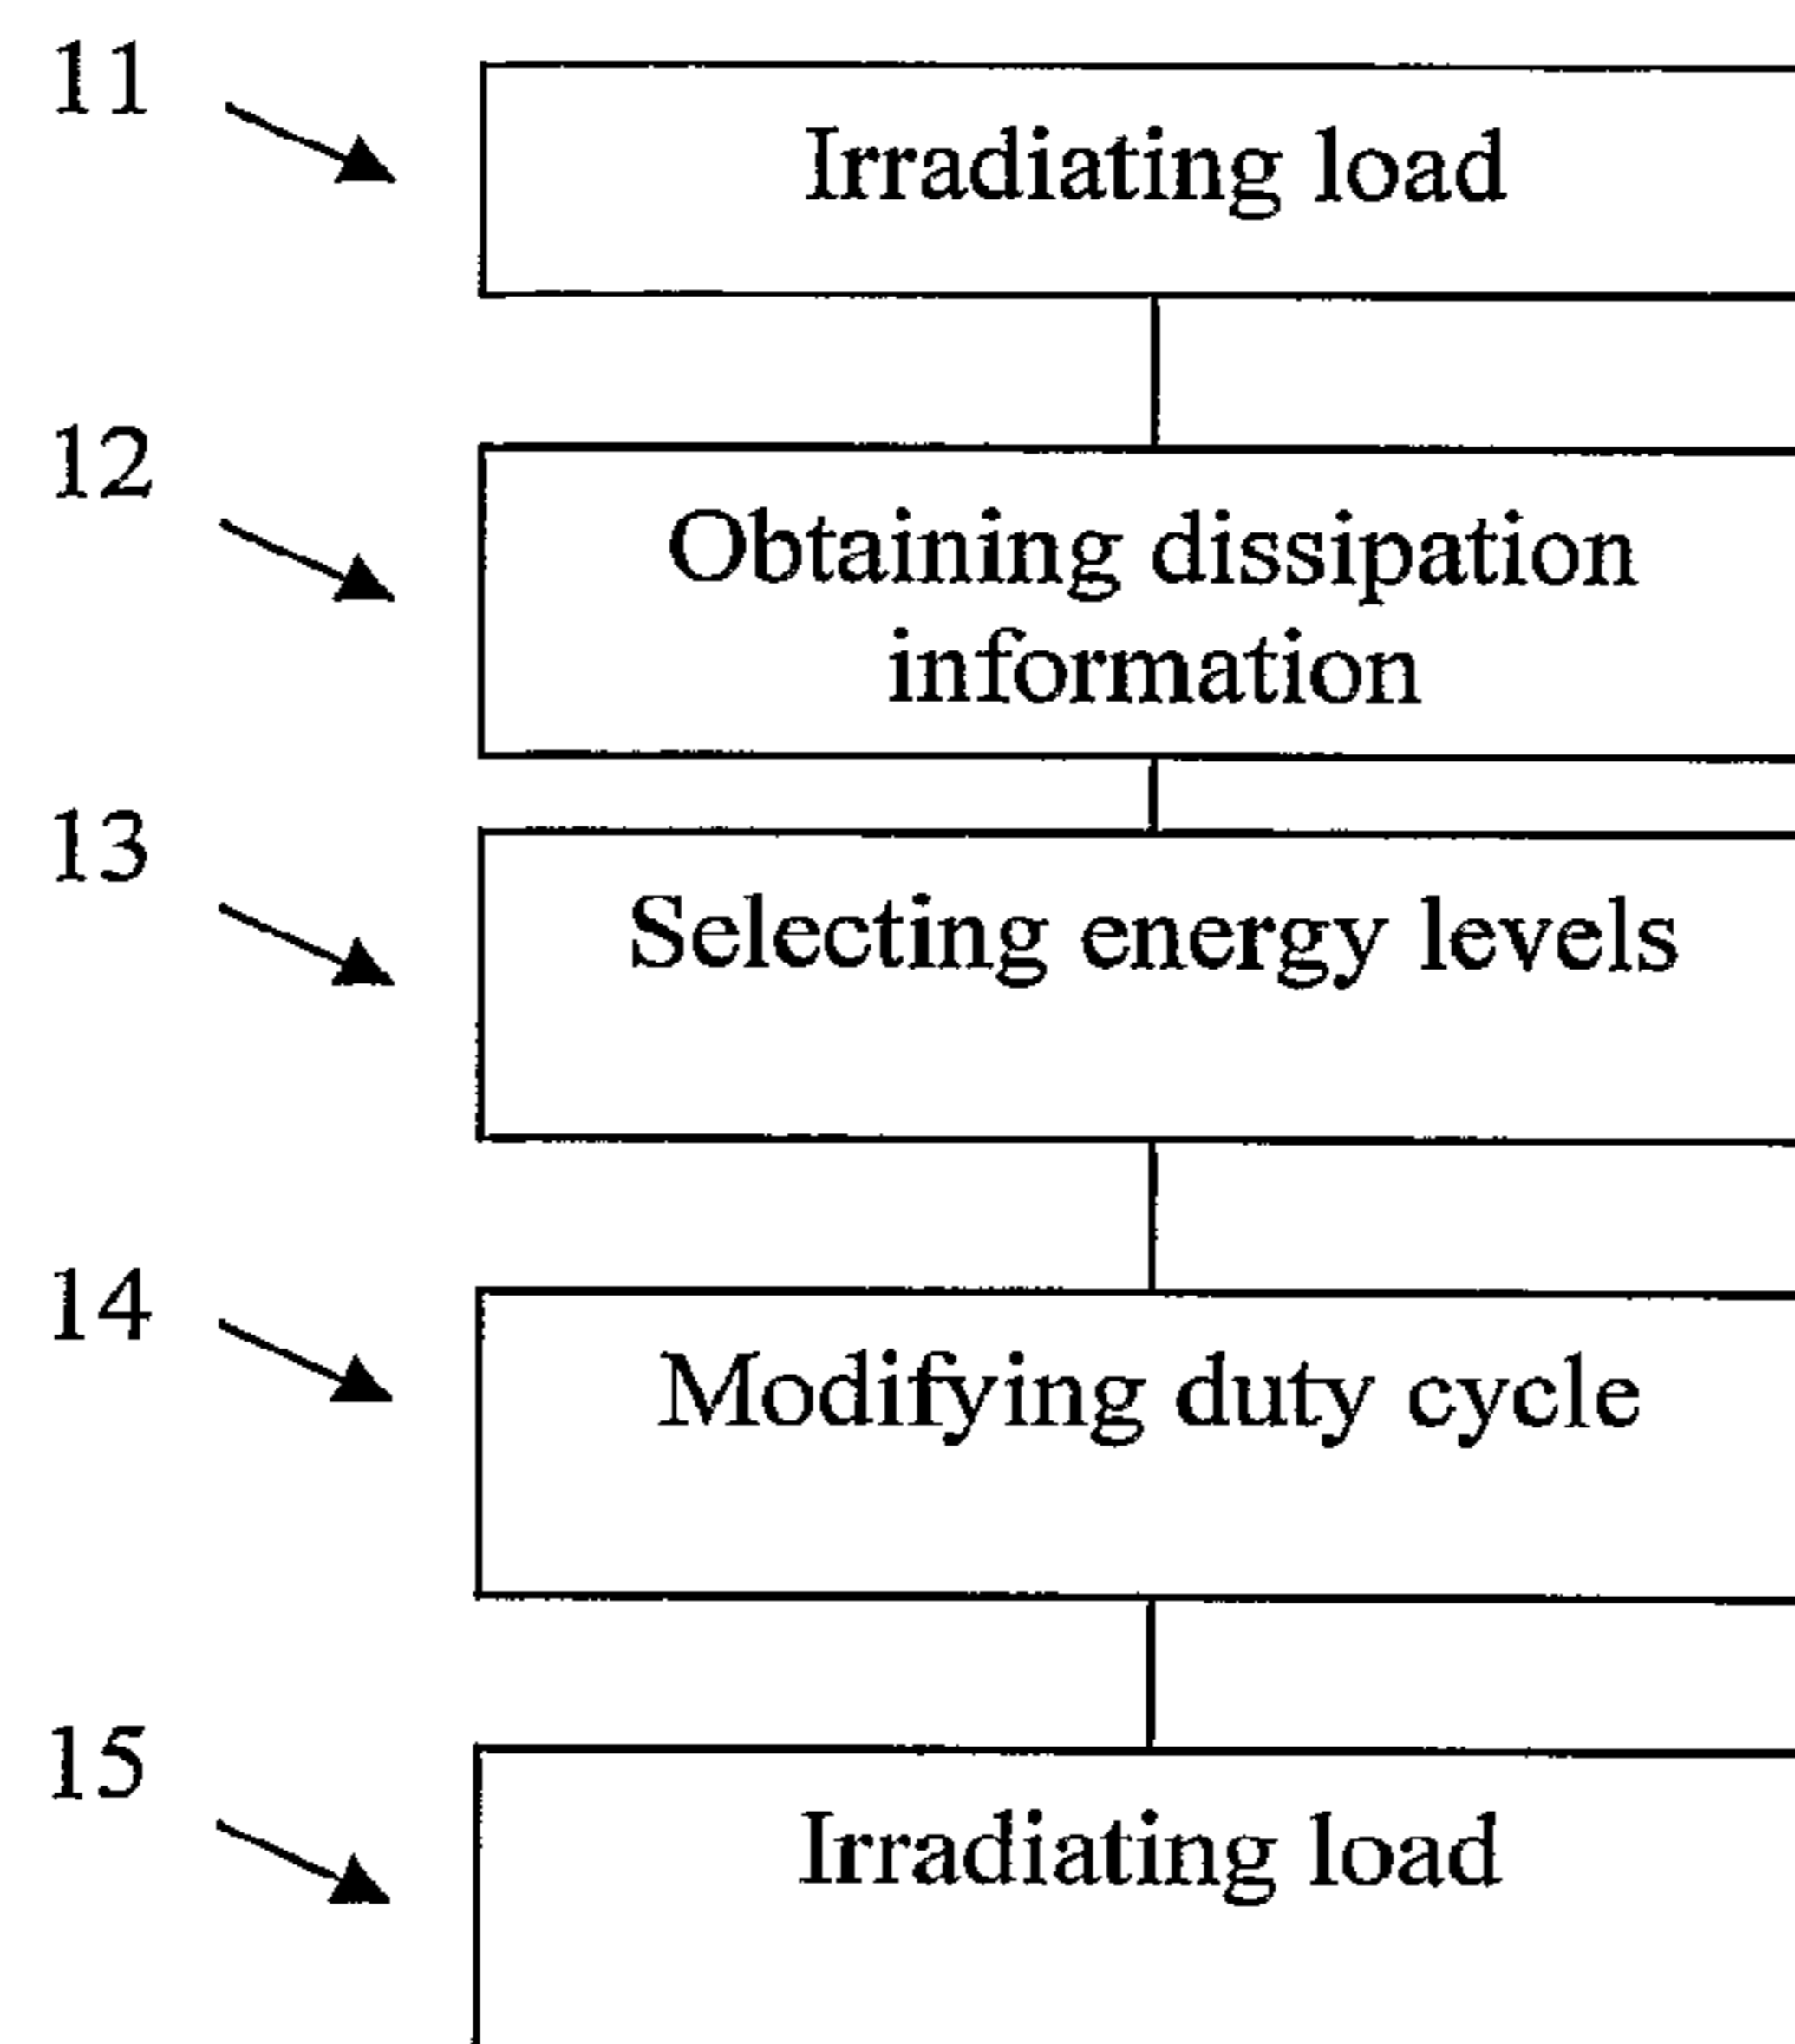 11
Irradiating load
12
Obtaining dissipation
information
13
Selecting energy levels
14
Modifying duty cycle
15
Irradiating load